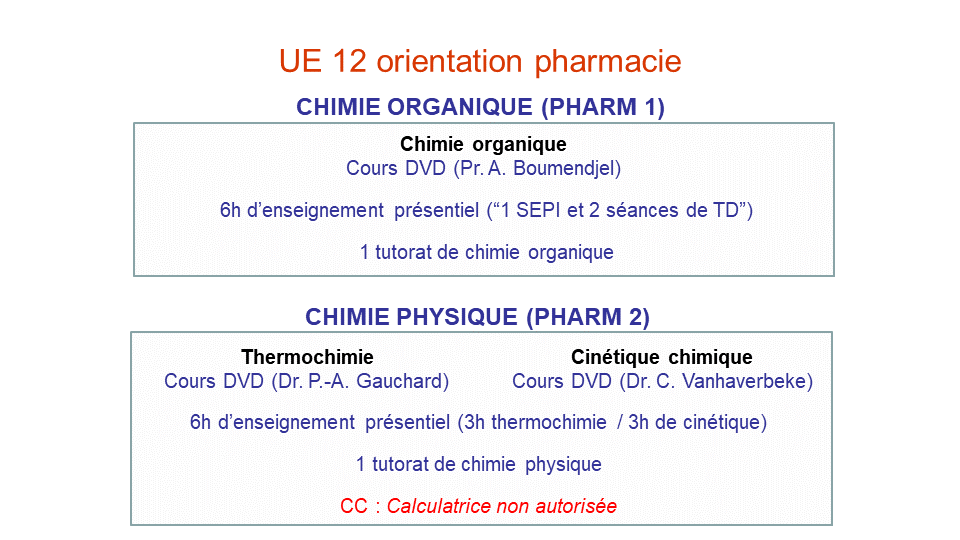 UE 12 orientation pharmacie
CHIMIE ORGANIQUE (PHARM 1)
Chimie organique
Cours DVD (Pr. A. Boumendjel)
6h d’enseignement présentiel (“1 SEPI et 2 séances de TD”)
1 tutorat de chimie organique
CHIMIE PHYSIQUE (PHARM 2)
Thermochimie
Cours DVD (Dr. P.-A. Gauchard)
Cinétique chimique
Cours DVD (Dr. C. Vanhaverbeke)
6h d’enseignement présentiel (3h thermochimie / 3h de cinétique)
1 tutorat de chimie physique
CC : Calculatrice non autorisée